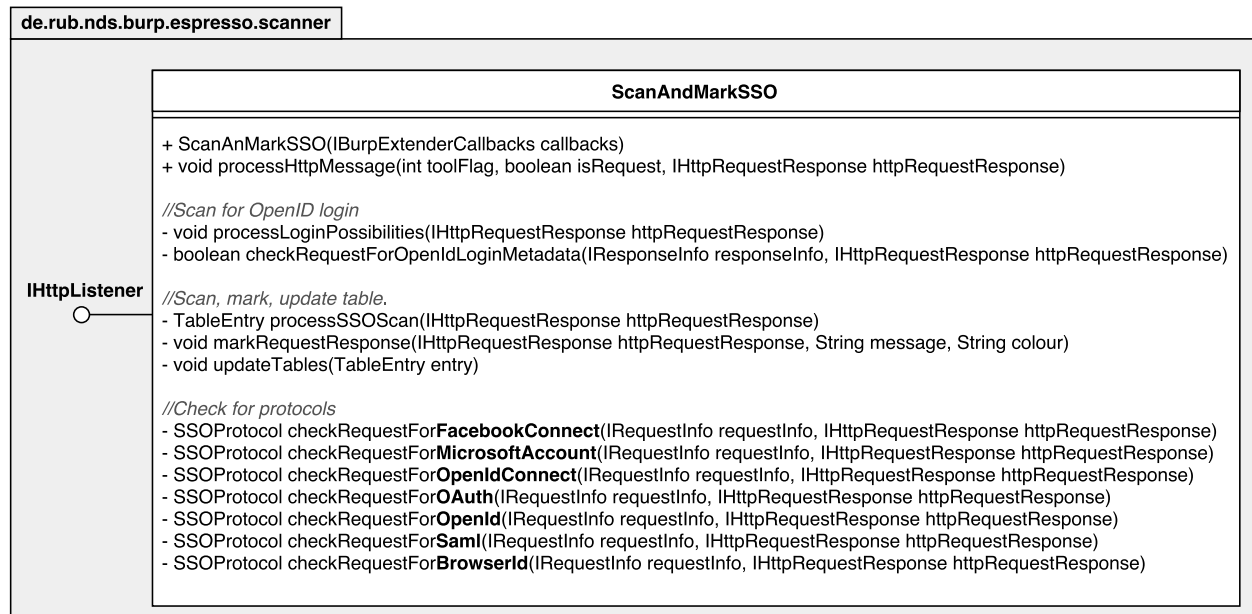 de.rub.nds.burp.espresso.scanner
ScanAndMarkSSO
+ ScanAnMarkSSO(IBurpExtenderCallbacks callbacks)
+ void processHttpMessage(int toolFlag, boolean isRequest, IHttpRequestResponse httpRequestResponse)
//Scan for OpenID login
- void processLoginPossibilities(IHttpRequestResponse httpRequestResponse)
- boolean checkRequestForOpenIdLoginMetadata(IResponseInfo responseInfo, IHttpRequestResponse httpRequestResponse)
IHttpListener
//Scan, mark, update table.
- TableEntry processSSOScan(IHttpRequestResponse httpRequestResponse)
- void markRequestResponse(IHttpRequestResponse httpRequestResponse, String message, String colour)
- void updateTables(TableEntry entry)
//Check for protocols
- SSOProtocol checkRequestForFacebookConnect(IRequestInfo requestInfo, IHttpRequestResponse httpRequestResponse)
- SSOProtocol checkRequestForMicrosoftAccount(IRequestInfo requestInfo, IHttpRequestResponse httpRequestResponse)
- SSOProtocol checkRequestForOpenIdConnect(IRequestInfo requestInfo, IHttpRequestResponse httpRequestResponse)
- SSOProtocol checkRequestForOAuth(IRequestInfo requestInfo, IHttpRequestResponse httpRequestResponse)
- SSOProtocol checkRequestForOpenId(IRequestInfo requestInfo, IHttpRequestResponse httpRequestResponse)
- SSOProtocol checkRequestForSaml(IRequestInfo requestInfo, IHttpRequestResponse httpRequestResponse)
- SSOProtocol checkRequestForBrowserId(IRequestInfo requestInfo, IHttpRequestResponse httpRequestResponse)